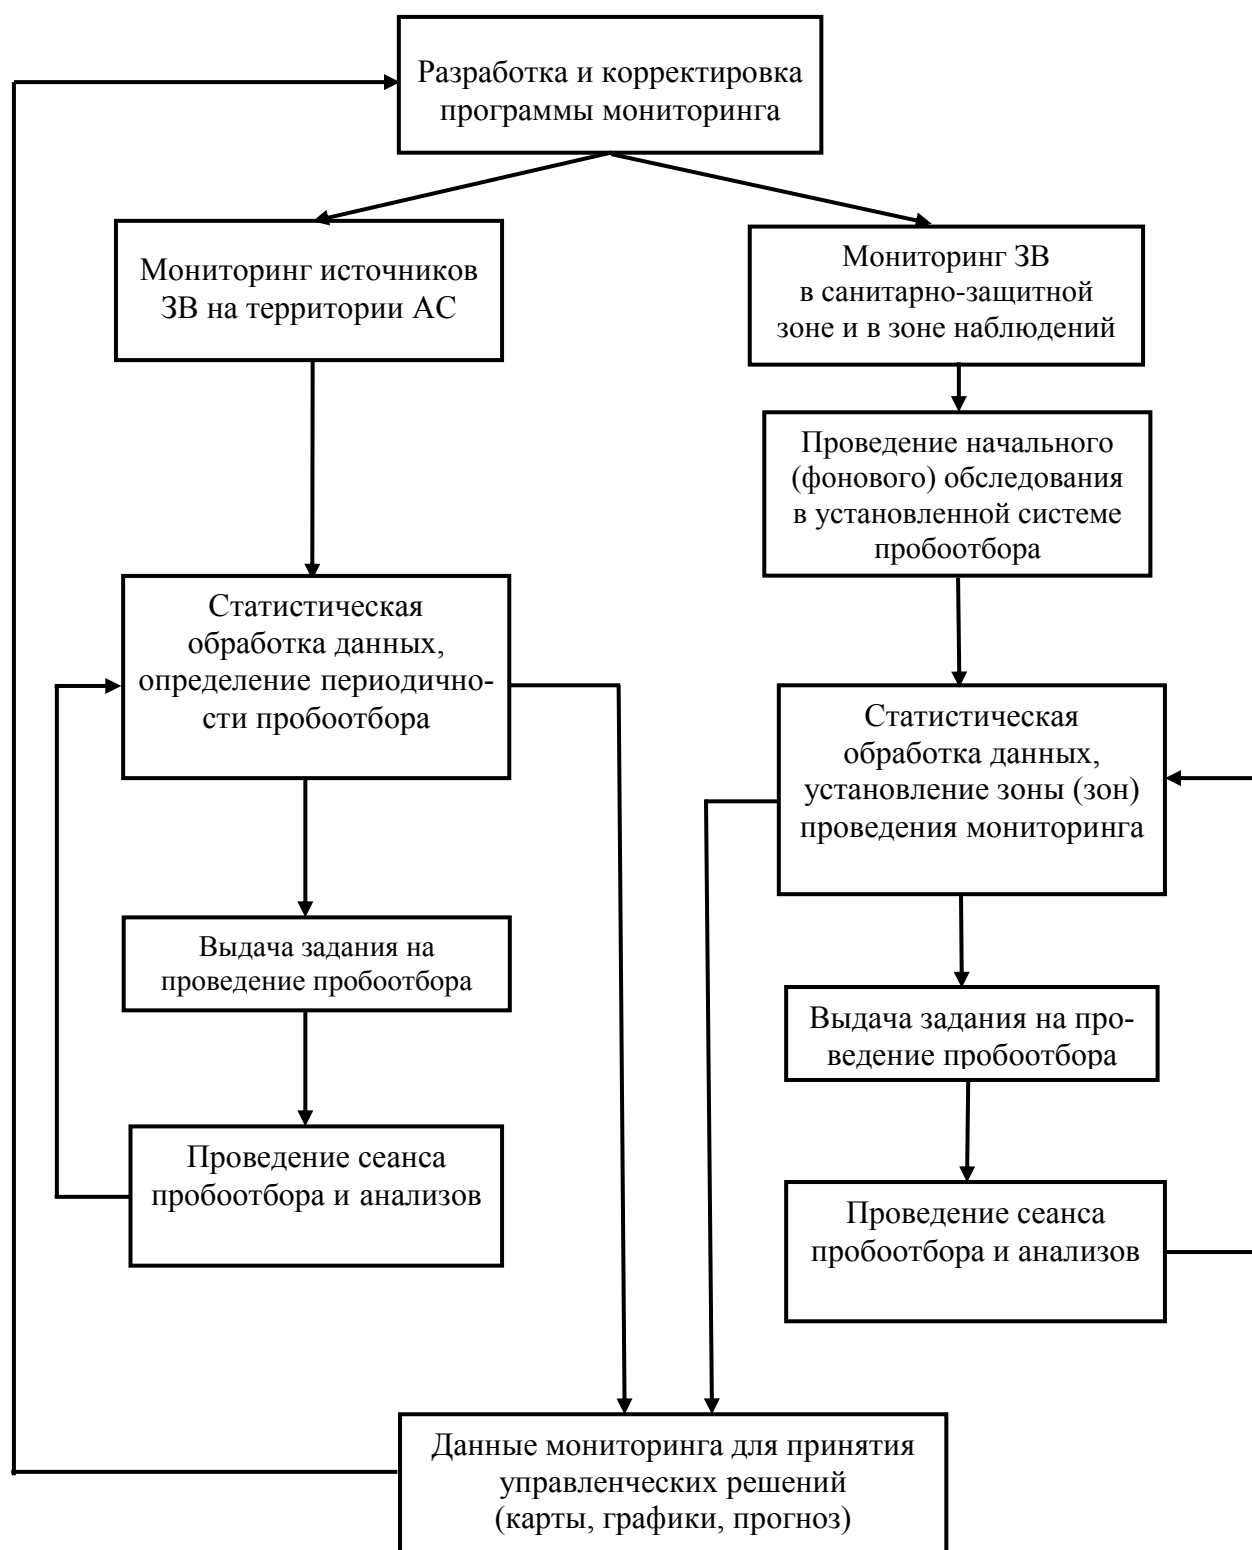 Разработка и корректировка
программы мониторинга
Мониторинг источников
ЗВ на территории АС
Мониторинг ЗВ
в санитарно-защитной
зоне и в зоне наблюдений
Проведение начального
(фонового) обследования
в установленной системе
пробоотбора
Статистическая
обработка данных,
определение периодично-
сти пробоотбора
Статистическая
обработка данных,
установление зоны (зон)
проведения мониторинга
Выдача задания на
проведение пробоотбора
Выдача задания на про-
ведение пробоотбора
Проведение сеанса
пробоотбора и анализов
Проведение сеанса
пробоотбора и анализов
Данные мониторинга для принятия
управленческих решений
(карты, графики, прогноз)